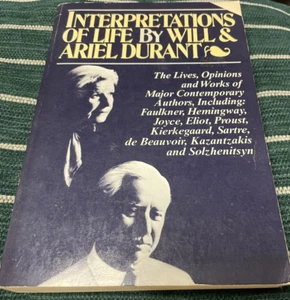 INTERPRETATIONS
OF LIFE BY WILL &
ARIEL DURANT
The Lives, Opinions
and Works of
Major Contemporary
Authors, Including:
Faulkner, Hemingway,
Joyce, Eliot, Proust,
Kierkegaard, Sartre,
de Beauvoir, Kazantzakis
and Solzhenitsyn